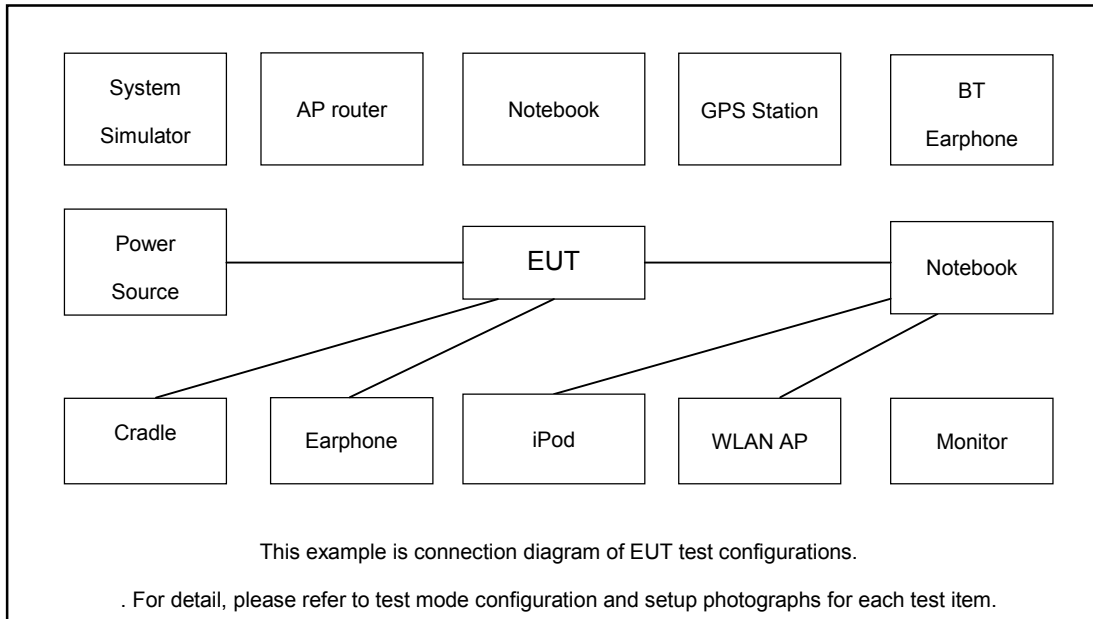 System
Simulator
AP router
Notebook
GPS Station
BT
Earphone
Power
Source
EUT
Notebook
Cradle
Earphone
iPod
WLAN AP
Monitor
This example is connection diagram of EUT test configurations.
. For detail, please refer to test mode configuration and setup photographs for each test item.